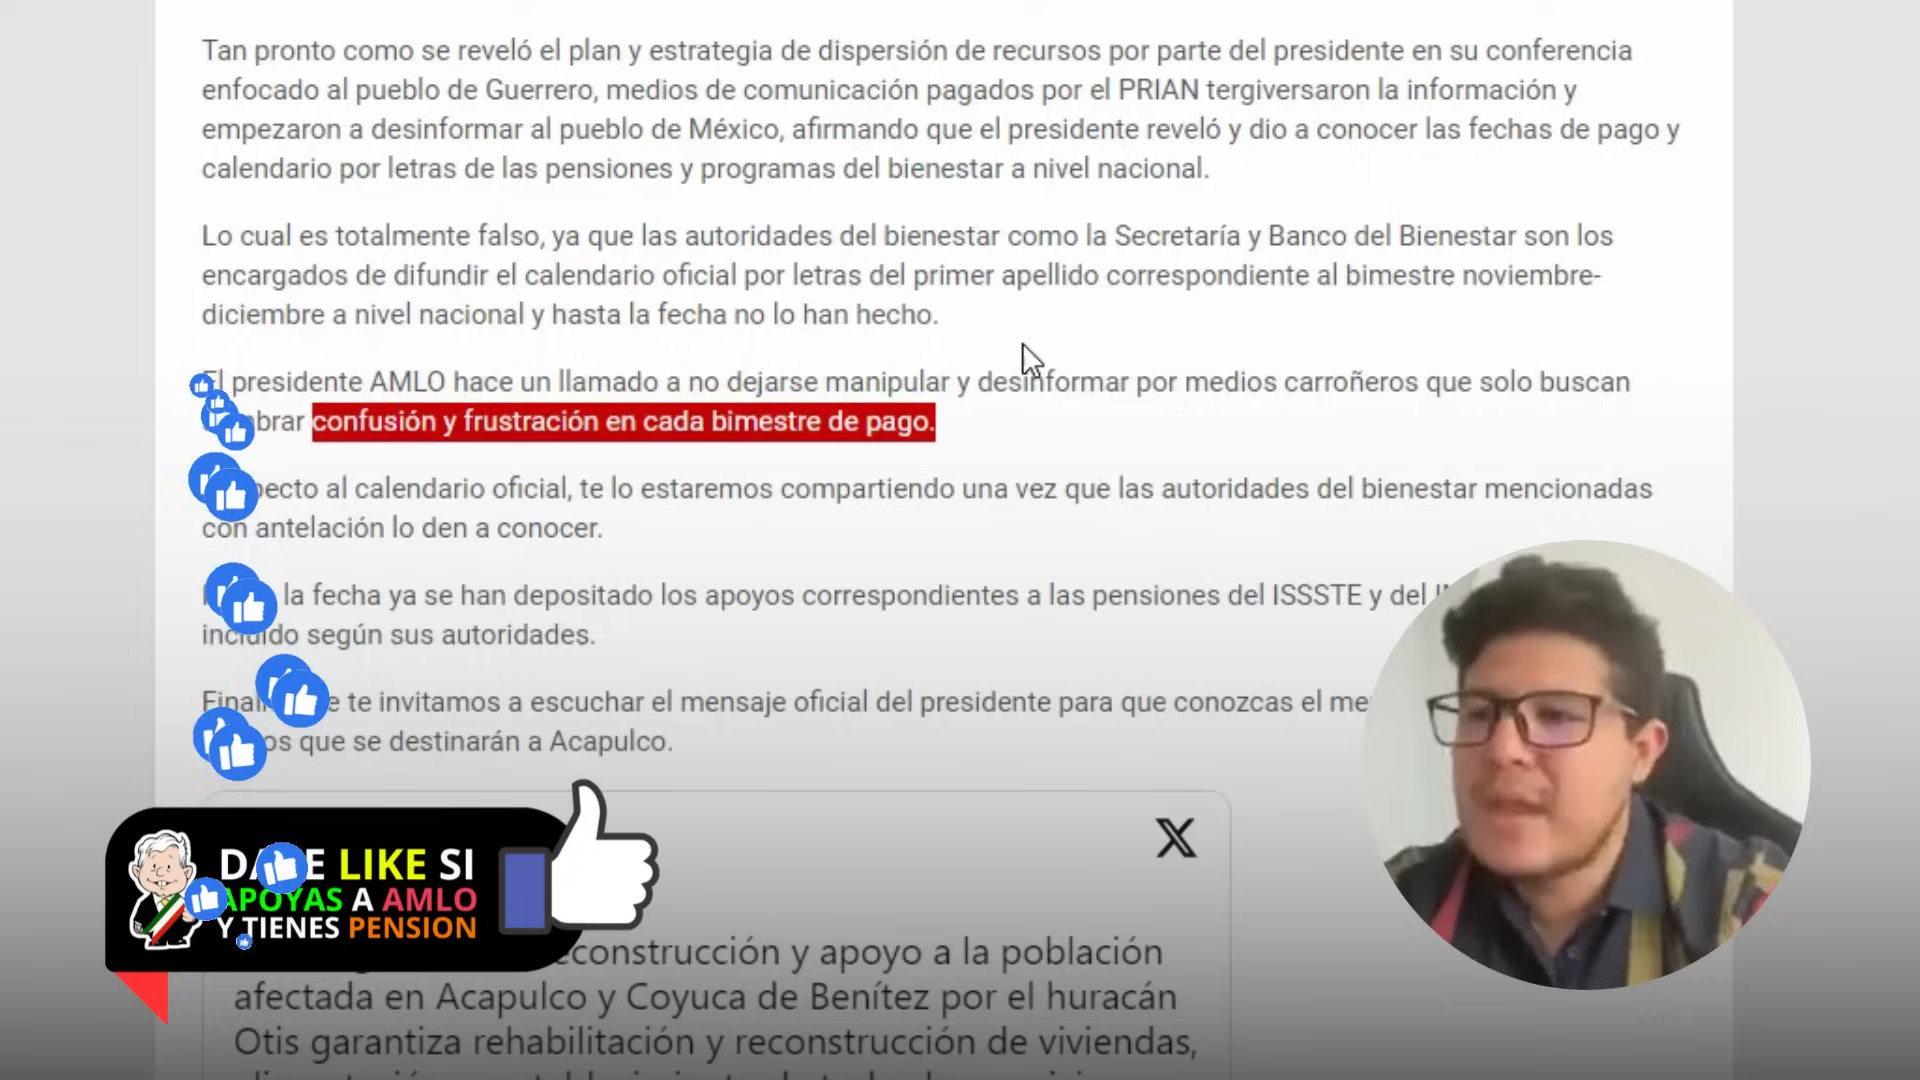 Tan pronto como se reveló el plan y estrategia de dispersión de recursos por parte del presidente en su conferencia
enfocado al pueblo de Guerrero, medios de comunicación pagados por el PRIAN tergiversaron la información y
empezaron a desinformar al pueblo de México, afirmando que el presidente reveló y dio a conocer las fechas de pago y
calendario por letras de las pensiones y programas del bienestar a nivel nacional.
Lo cual es totalmente falso, ya que las autoridades del bienestar como la Secretaría y Banco del Bienestar son los
encargados de difundir el calendario oficial por letras del primer apellido correspondiente al bimestre noviembre-
diciembre a nivel nacional y hasta la fecha no lo han hecho.
El presidente AMLO hace un llamado a no dejarse manipular y desinformar por medios carroñeros que solo buscan
confusión y frustración en cada bimestre de pago.
al calendario oficial, te lo estaremos compartiendo una vez que las autoridades del bienestar mencionadas
con antelación lo den a conocer.
la fecha ya se han depositado los apoyos correspondientes a las pensiones del ISSSTE y del
incluido según sus autoridades.
te invitamos a escuchar el mensaje oficial del presidente para que conozcas el
que se destinarán a Acapulco.
LIKE SI
APOYAS A AMLO
Y TIENES PENSION
reconstrucción y apoyo a la población
afectada en Acapulco y Coyuca de Benítez por el huracán
Otis garantiza rehabilitación y reconstrucción de viviendas,